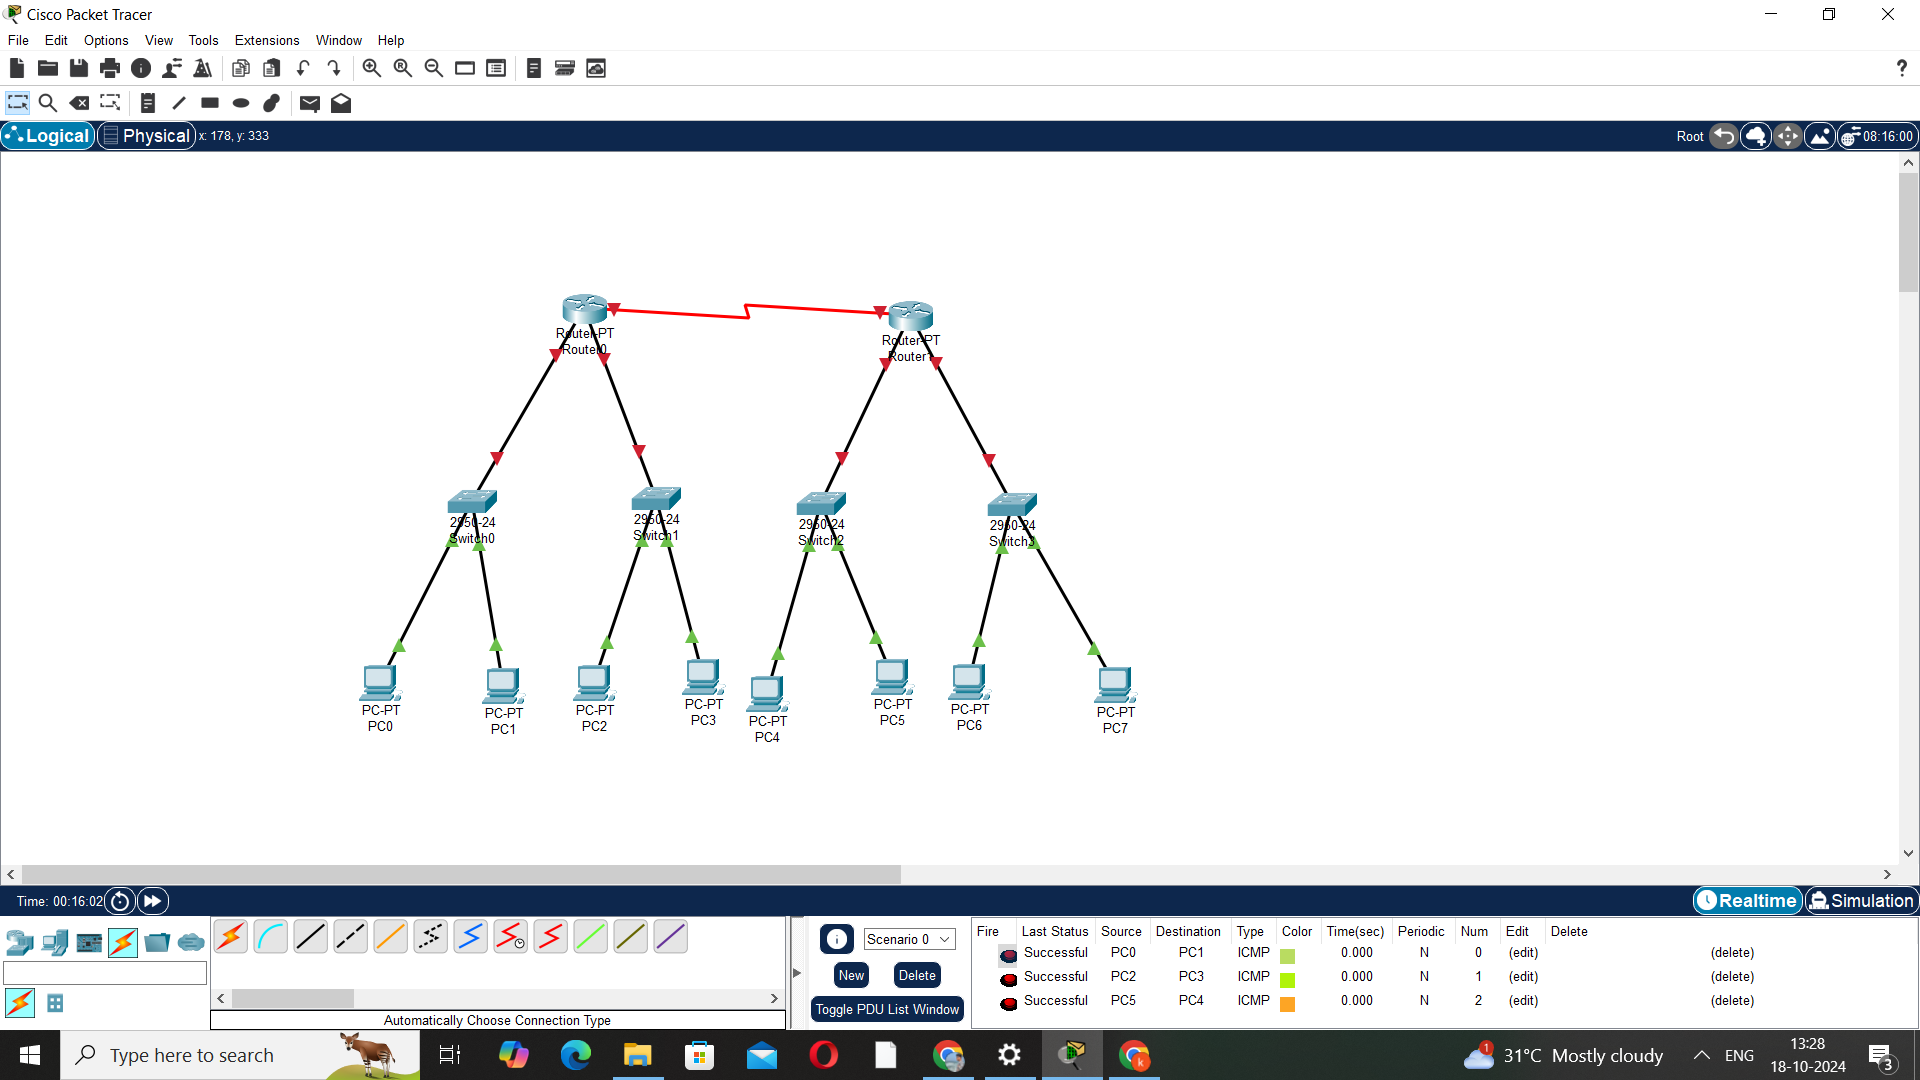 Cisco Packet Tracer
File Edit Options View Tools Extensions Window Help
Logical Physical x: 178, y: 333 Root 08:16:00
Router-PT
Router0
Router-PT
Router1
2950-24
Switch0
2950-24
Switch1
2950-24
Switch2
2950-24
Switch3
PC-PT
PC0
PC-PT
PC1
PC-PT
PC2
PC-PT
PC3
PC-PT
PC4
PC-PT
PC5
PC-PT
PC6
PC-PT
PC7
Time: 00:16:02 Realtime Simulation
Automatically Choose Connection Type
Scenario 0
New Delete
Toggle PDU List Window
Fire Last Status Source Destination Type Color Time(sec) Periodic Num Edit Delete
Successful PC0 PC1 ICMP 0.000 N 0 (edit) (delete)
Successful PC2 PC3 ICMP 0.000 N 1 (edit) (delete)
Successful PC5 PC4 ICMP 0.000 N 2 (edit) (delete)
Type here to search
1 31°C Mostly cloudy ENG
13:28
18-10-2024
3